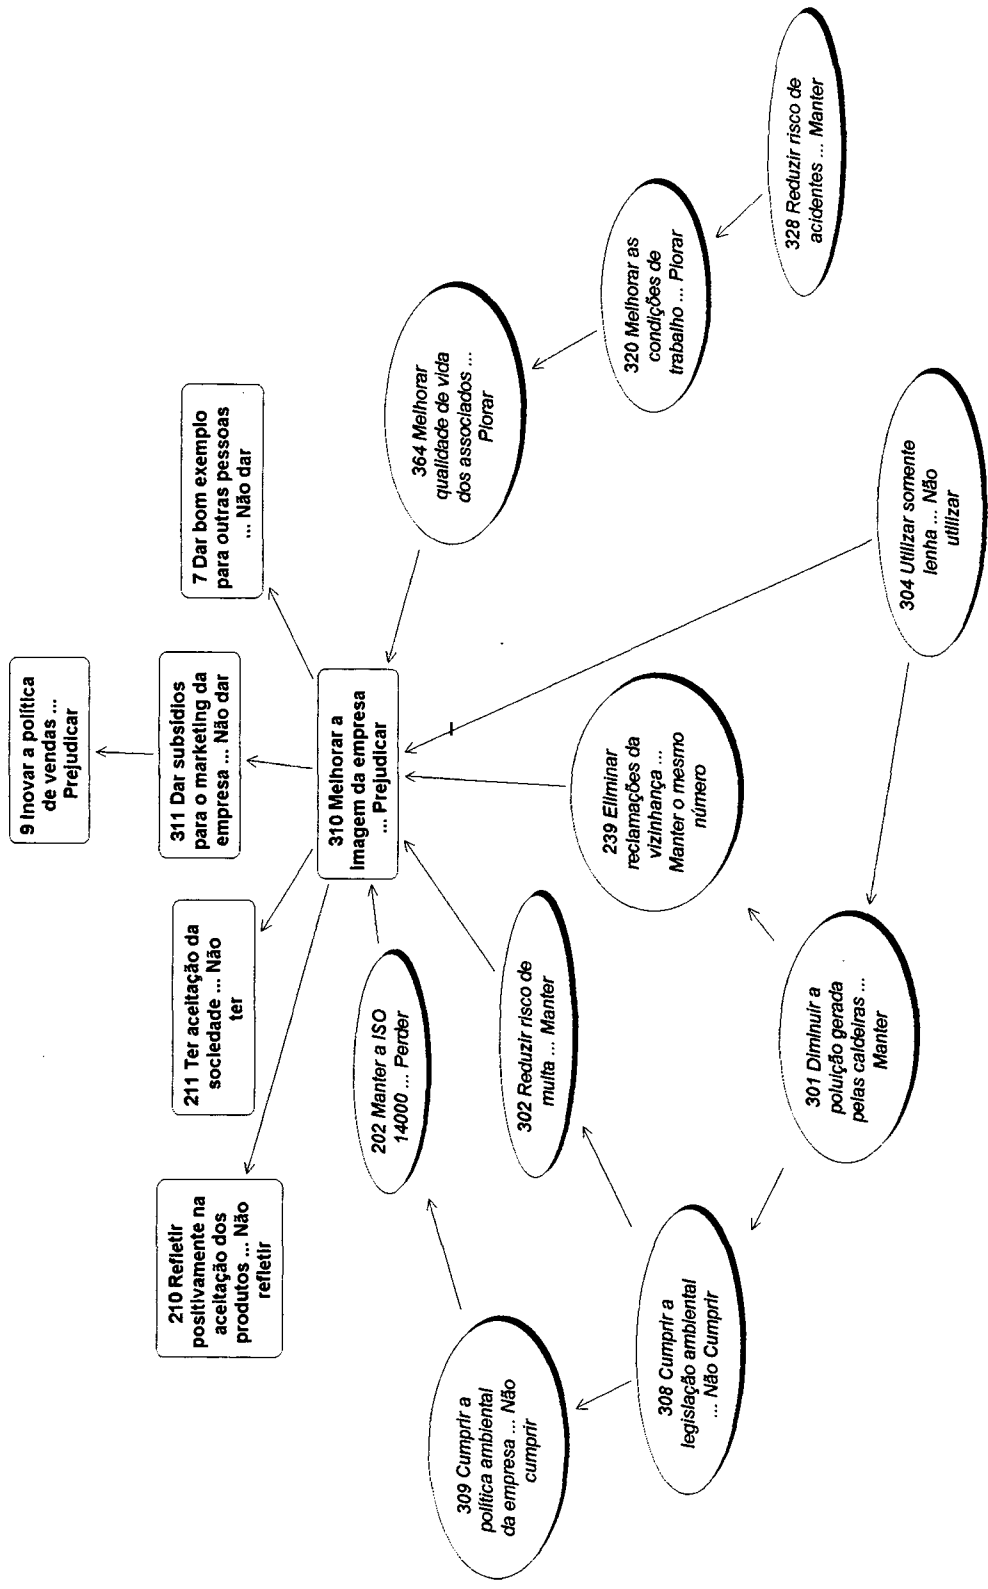 9 Inovar a política
de vendas ...
Prejudicar
210 Refletir
positivamente na
aceitação dos
produtos ... Não
refletir
211 Ter aceitação da
sociedade ... Não
ter
311 Dar subsídios
para o marketing da
empresa ... Não dar
7 Dar bom exemplo
para outras pessoas
... Não dar
310 Melhorar a
imagem da empresa
... Prejudicar
202 Manter a ISO
14000 ... Perder
364 Melhorar
qualidade de vida
dos associados ...
Piorar
-
309 Cumprir a
política ambiental
da empresa ... Não
cumprir
302 Reduzir risco de
multa ... Manter
239 Eliminar
reclamações da
vizinhança ...
Manter o mesmo
número
320 Melhorar as
condições de
trabalho ... Piorar
308 Cumprir a
legislação ambiental
... Não Cumprir
301 Diminuir a
poluição gerada
pelas caldeiras ...
Manter
304 Utilizar somente
lenha ... Não
utilizar
328 Reduzir risco de
acidentes ... Manter